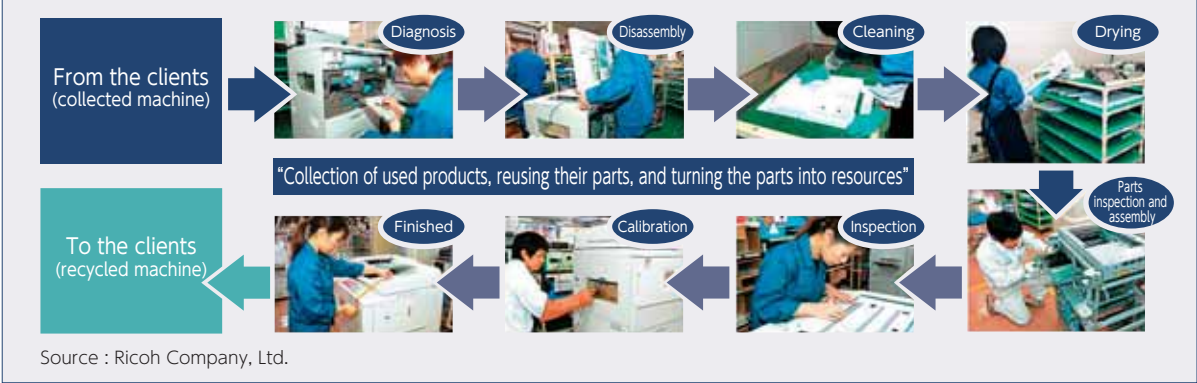 From the clients
(collected machine)
Diagnosis
Disassembly
Cleaning
Drying
"Collection of used products, reusing their parts, and turning the parts into resources"
Parts
inspection and
assembly
Inspection
Calibration
Finished
To the clients
(recycled machine)
Source : Ricoh Company, Ltd.